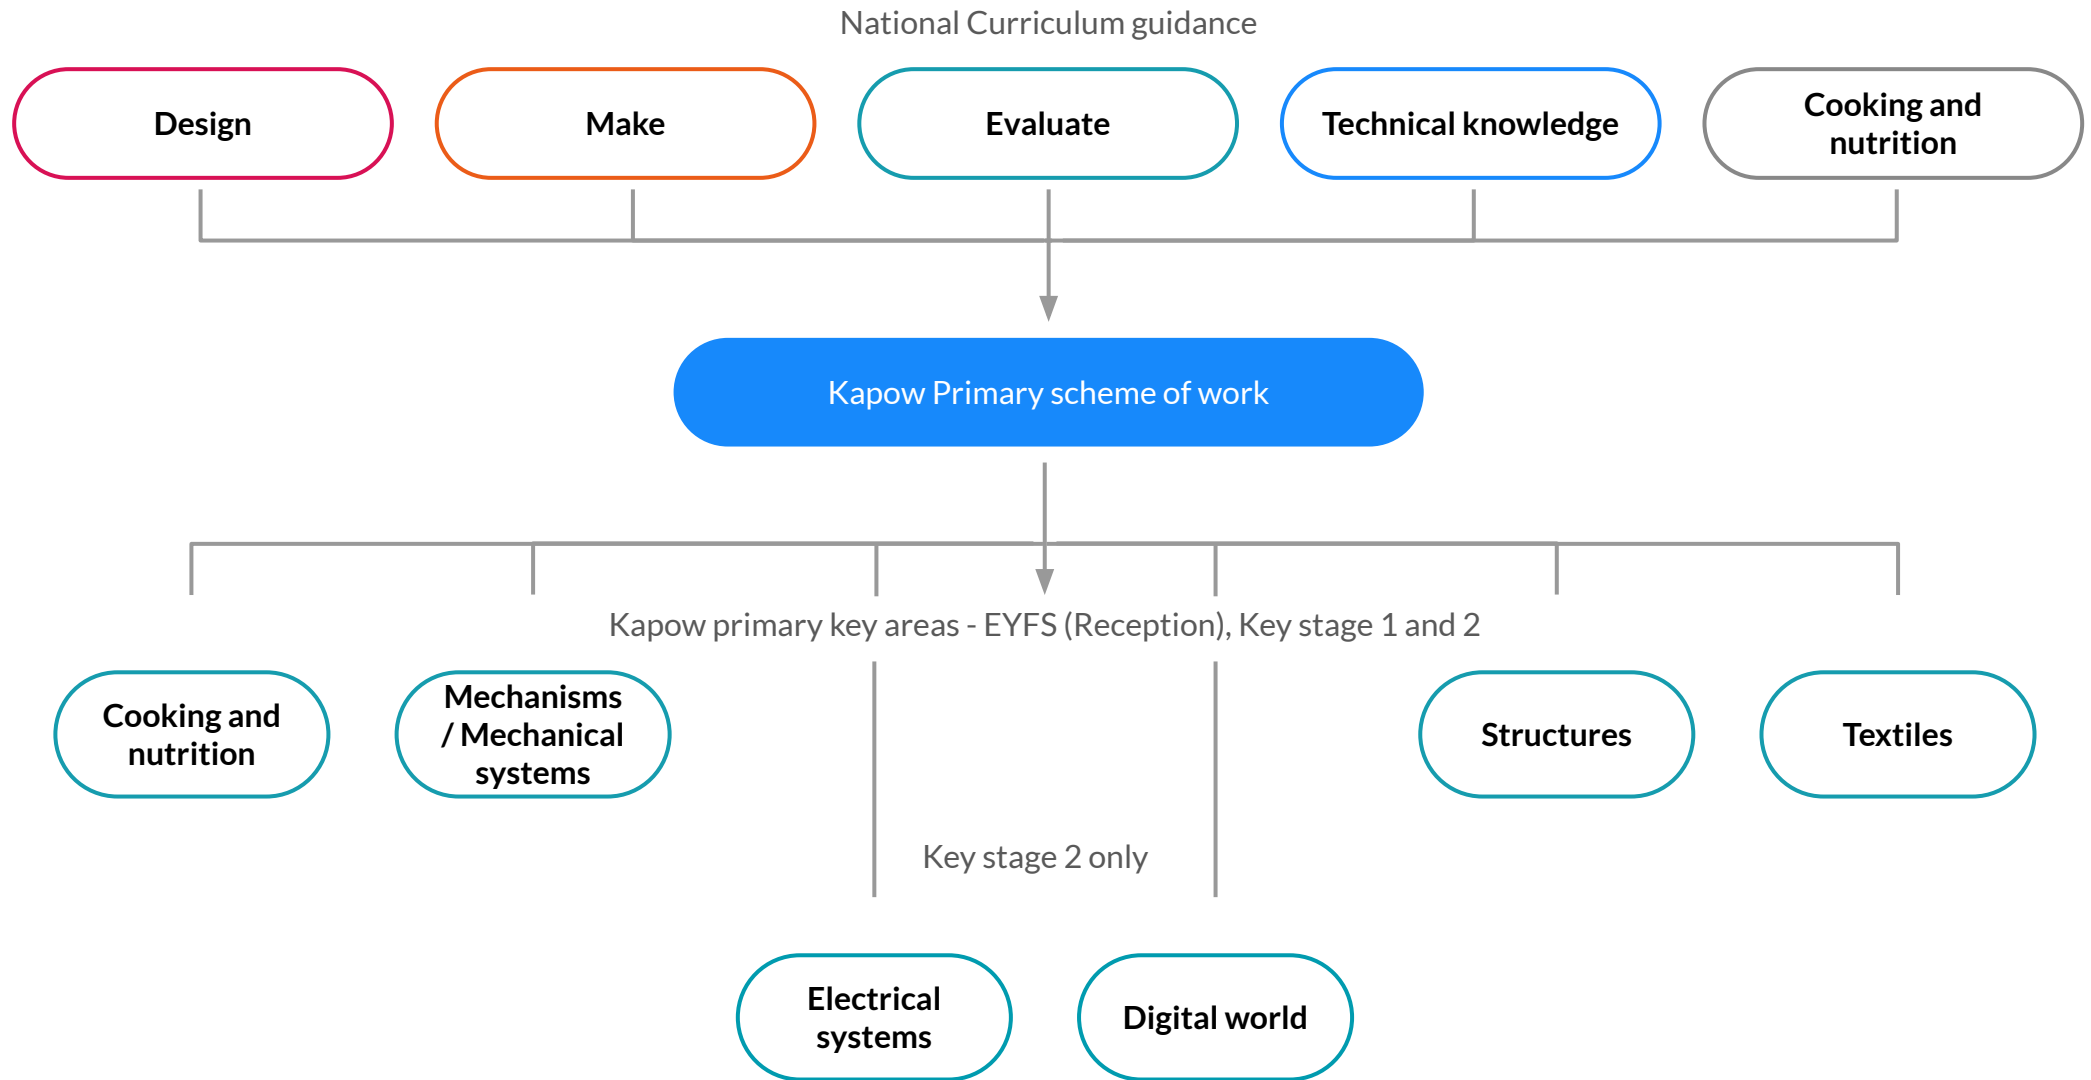 National Curriculum guidance
Design
Make
Evaluate
Technical knowledge
Cooking and
nutrition
Kapow Primary scheme of work
Kapow primary key areas - EYFS (Reception), Key stage 1 and 2
Cooking and
nutrition
Mechanisms
/ Mechanical
systems
Structures
Textiles
Key stage 2 only
Electrical
systems
Digital world